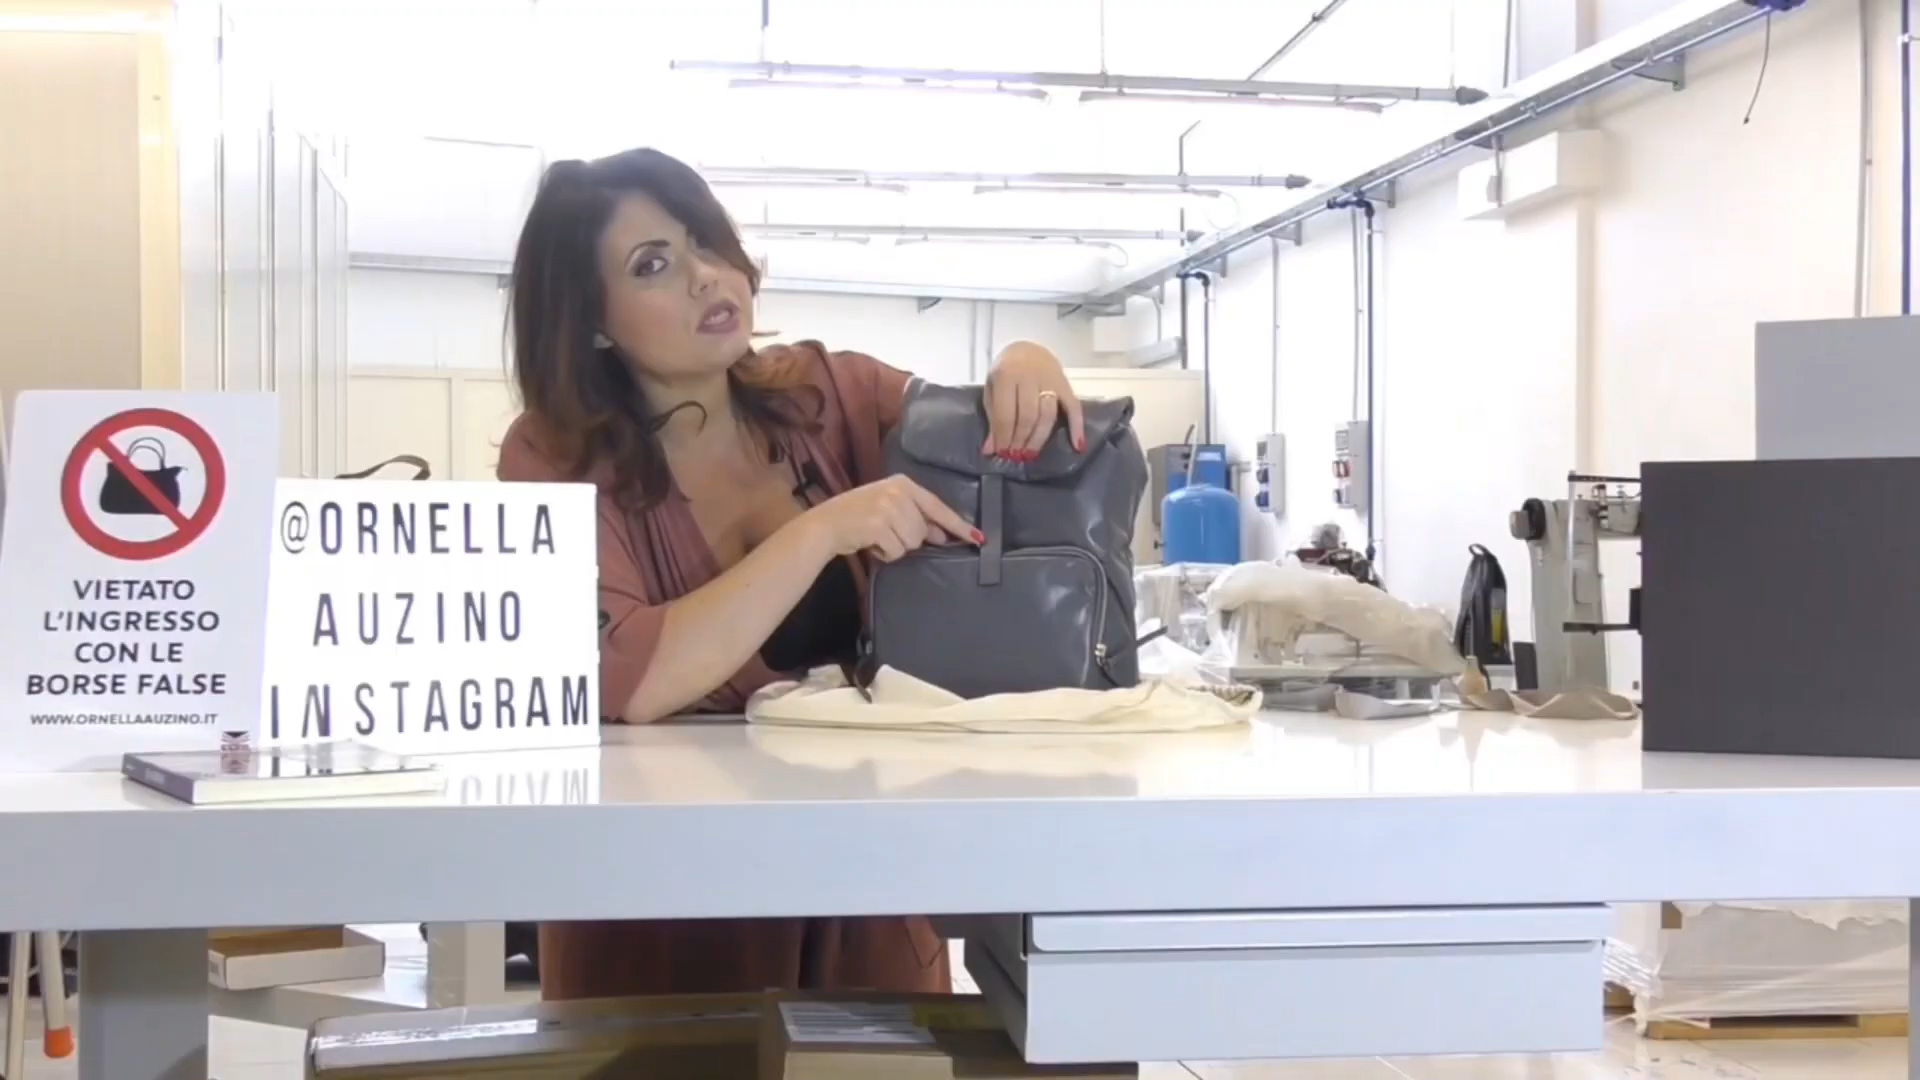 VIETATO
L'INGRESSO
CON LE
BORSE FALSE
WWW.ORNELLAAUZINO.IT
@ORNELLA
AUZINO
INSTAGRAM